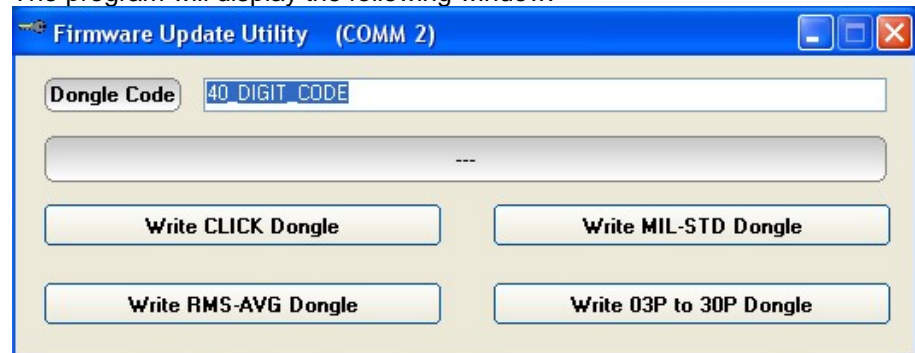 The program will display the following window:
Firmware Update Utility (COMM 2)
Dongle Code 40_DIGIT_CODE
---
Write CLICK Dongle Write MIL-STD Dongle
Write RMS-AVG Dongle Write 03P to 30P Dongle